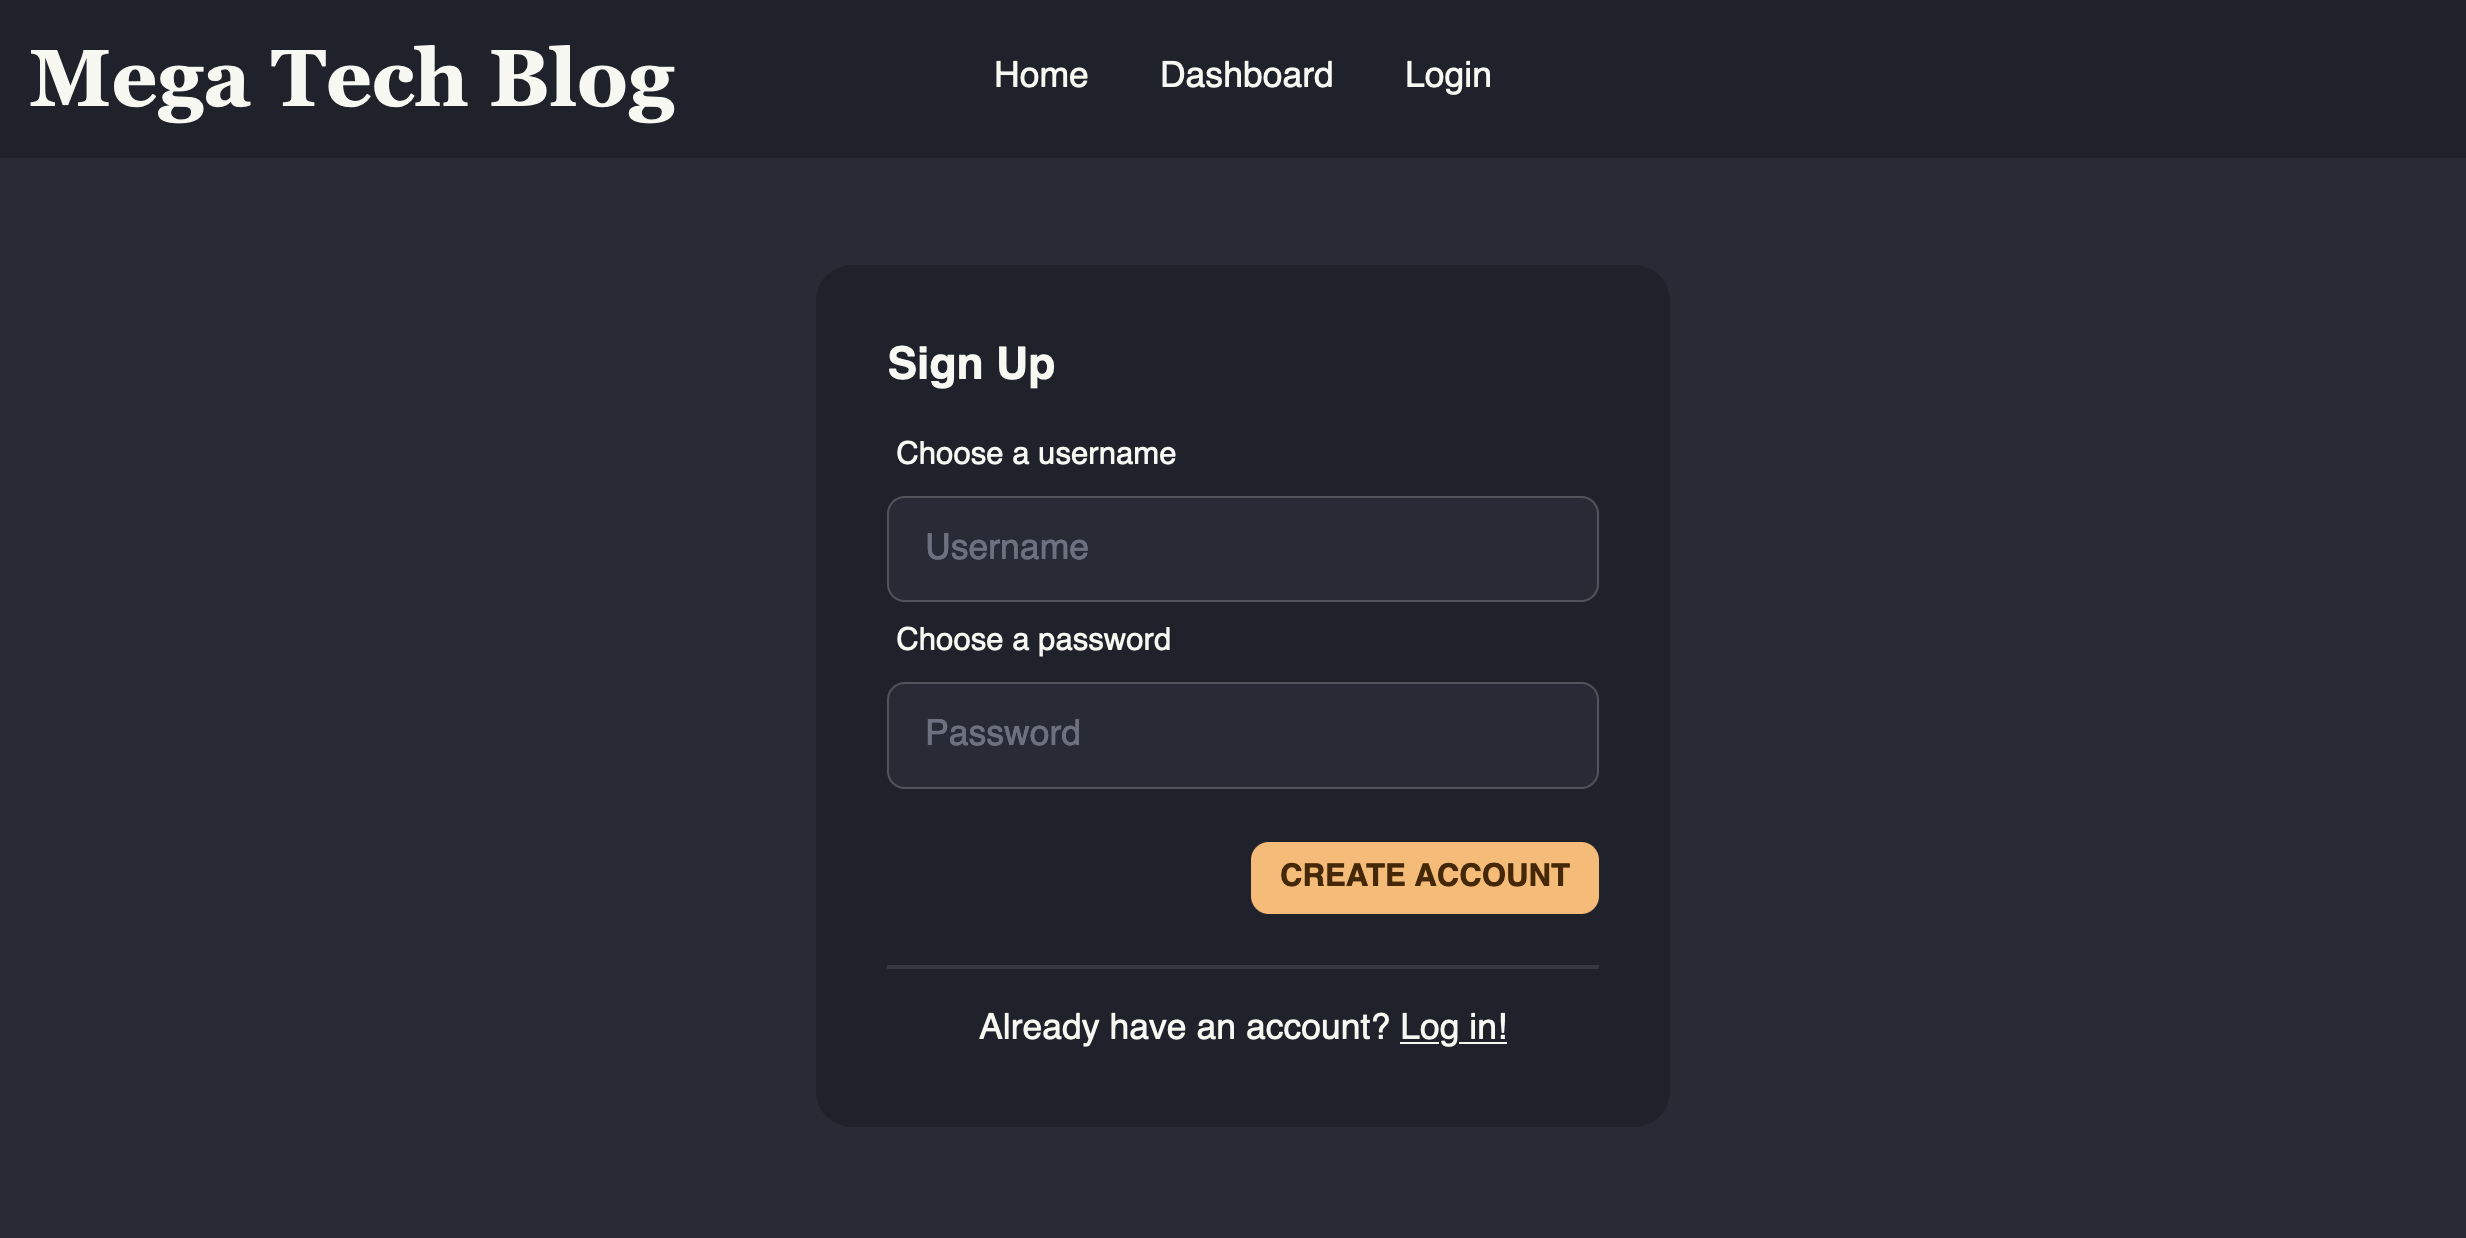 Mega Tech Blog
Home Dashboard Login
Sign Up
Choose a username
Username
Choose a password
Password
CREATE ACCOUNT
Already have an account? Log in!